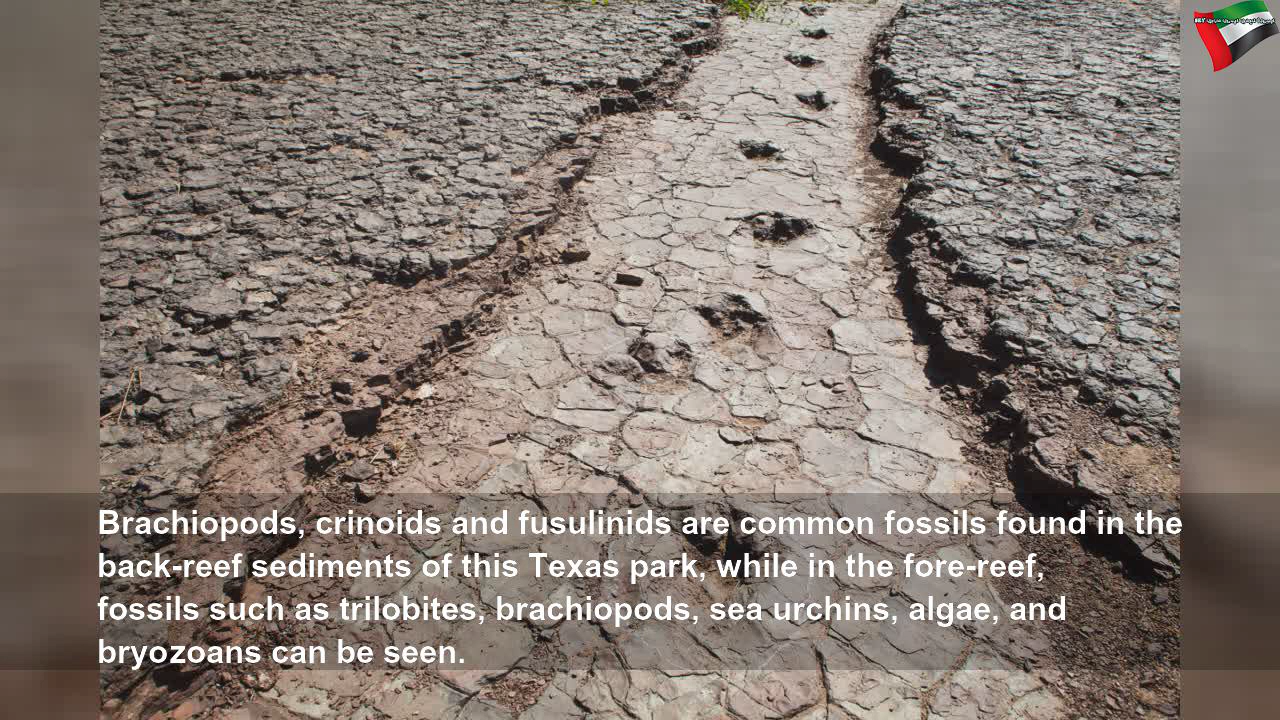 Brachiopods, crinoids and fusulinids are common fossils found in the
back-reef sediments of this Texas park, while in the fore-reef,
fossils such as trilobites, brachiopods, sea urchins, algae, and
bryozoans can be seen.